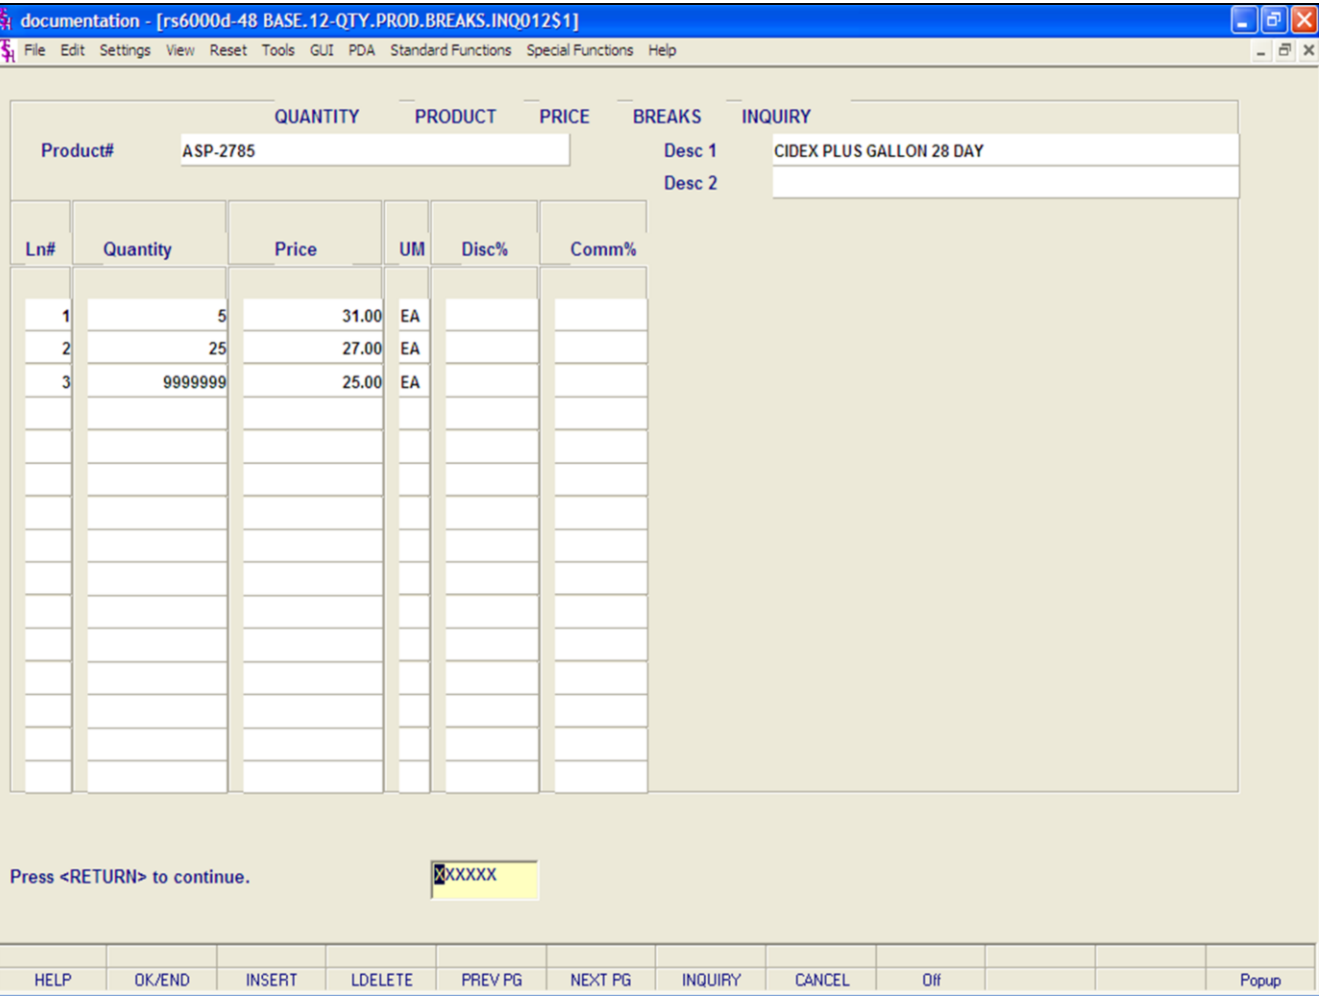 documentation - [rs6000d-48 BASE.12-QTY.PROD.BREAKS.INQ012$1]
File Edit Settings View Reset Tools GUI PDA Standard Functions Special Functions Help
QUANTITY PRODUCT PRICE BREAKS INQUIRY
Product# ASP-2785 Desc 1 CIDEX PLUS GALLON 28 DAY
Desc 2
Ln# Quantity Price UM Disc% Comm%
1 5 31.00 EA
2 25 27.00 EA
3 9999999 25.00 EA
Press <RETURN> to continue. XXXXXX
HELP OK/END INSERT LDELETE PREV PG NEXT PG INQUIRY CANCEL Off Popup